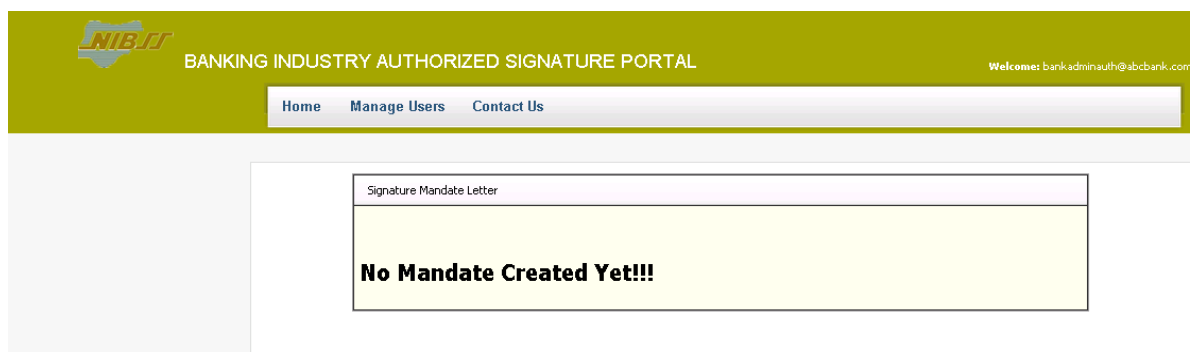 NIBSS
BANKING INDUSTRY AUTHORIZED SIGNATURE PORTAL
Welcome: bankadminauth@abcbank.com
Home Manage Users Contact Us
Signature Mandate Letter
No Mandate Created Yet!!!